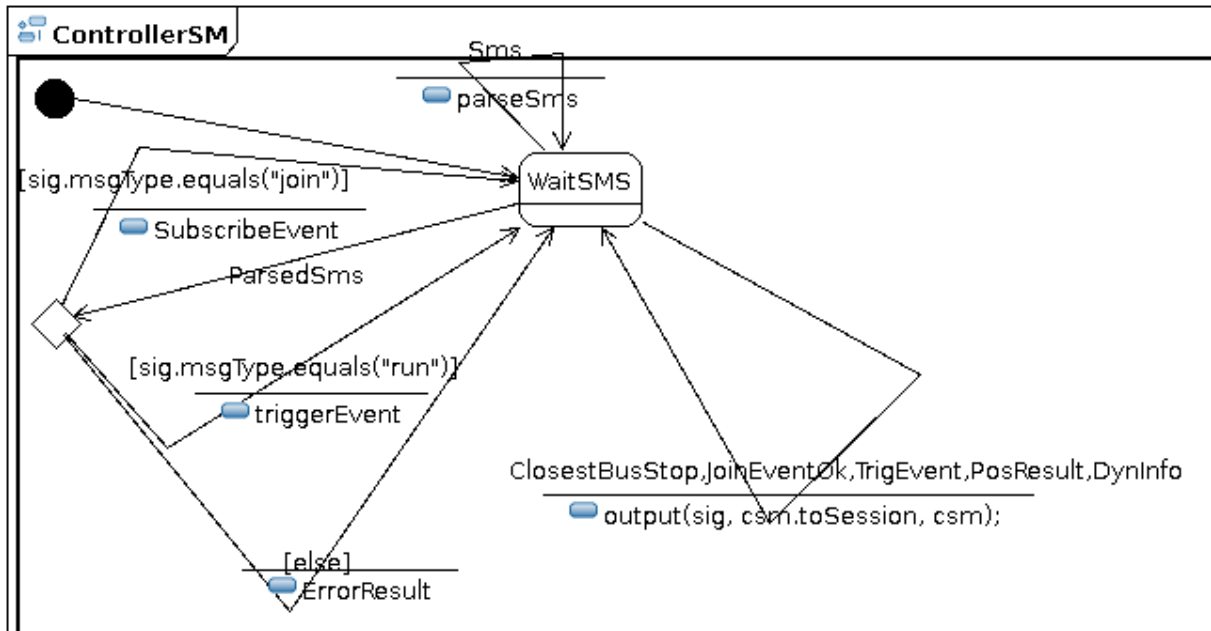 ControllerSM
Sms
parseSms
[sig.msgType.equals("join")]
WaitSMS
SubscribeEvent
ParsedSms
[sig.msgType.equals("run")]
triggerEvent
ClosestBusStop,JoinEventOk,TrigEvent,PosResult,DynInfo
output(sig, csm.toSession, csm);
[else]
ErrorResult